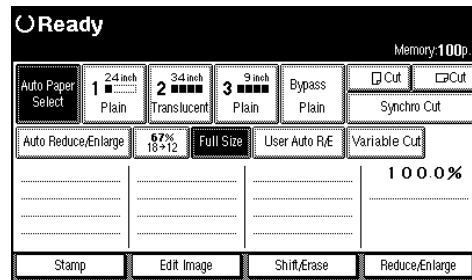 Ready
Memory:100p.
Auto Paper Select
1 24inch Plain
2 34inch Translucent
3 9inch Plain
Bypass Plain
Cut
Cut
Synchro Cut
Auto Reduce/Enlarge
67% 18→12
Full Size
User Auto R/E
Variable Cut
100.0%
Stamp
Edit Image
Shift/Erase
Reduce/Enlarge